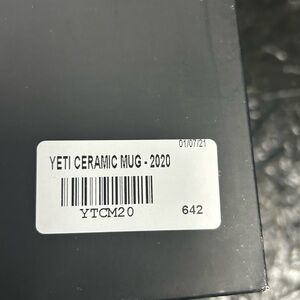 01/07/21
YETI CERAMIC MUG - 2020
YTCM20 642